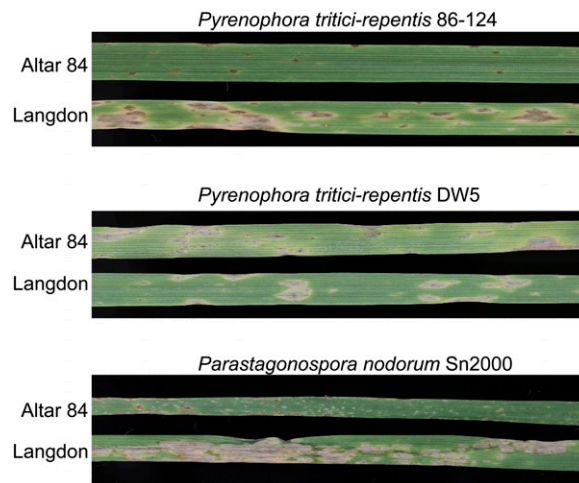 Pyrenophora tritici-repentis 86-124
Altar 84
Langdon
Pyrenophora tritici-repentis DW5
Altar 84
Langdon
Parastagonospora nodorum Sn2000
Altar 84
Langdon